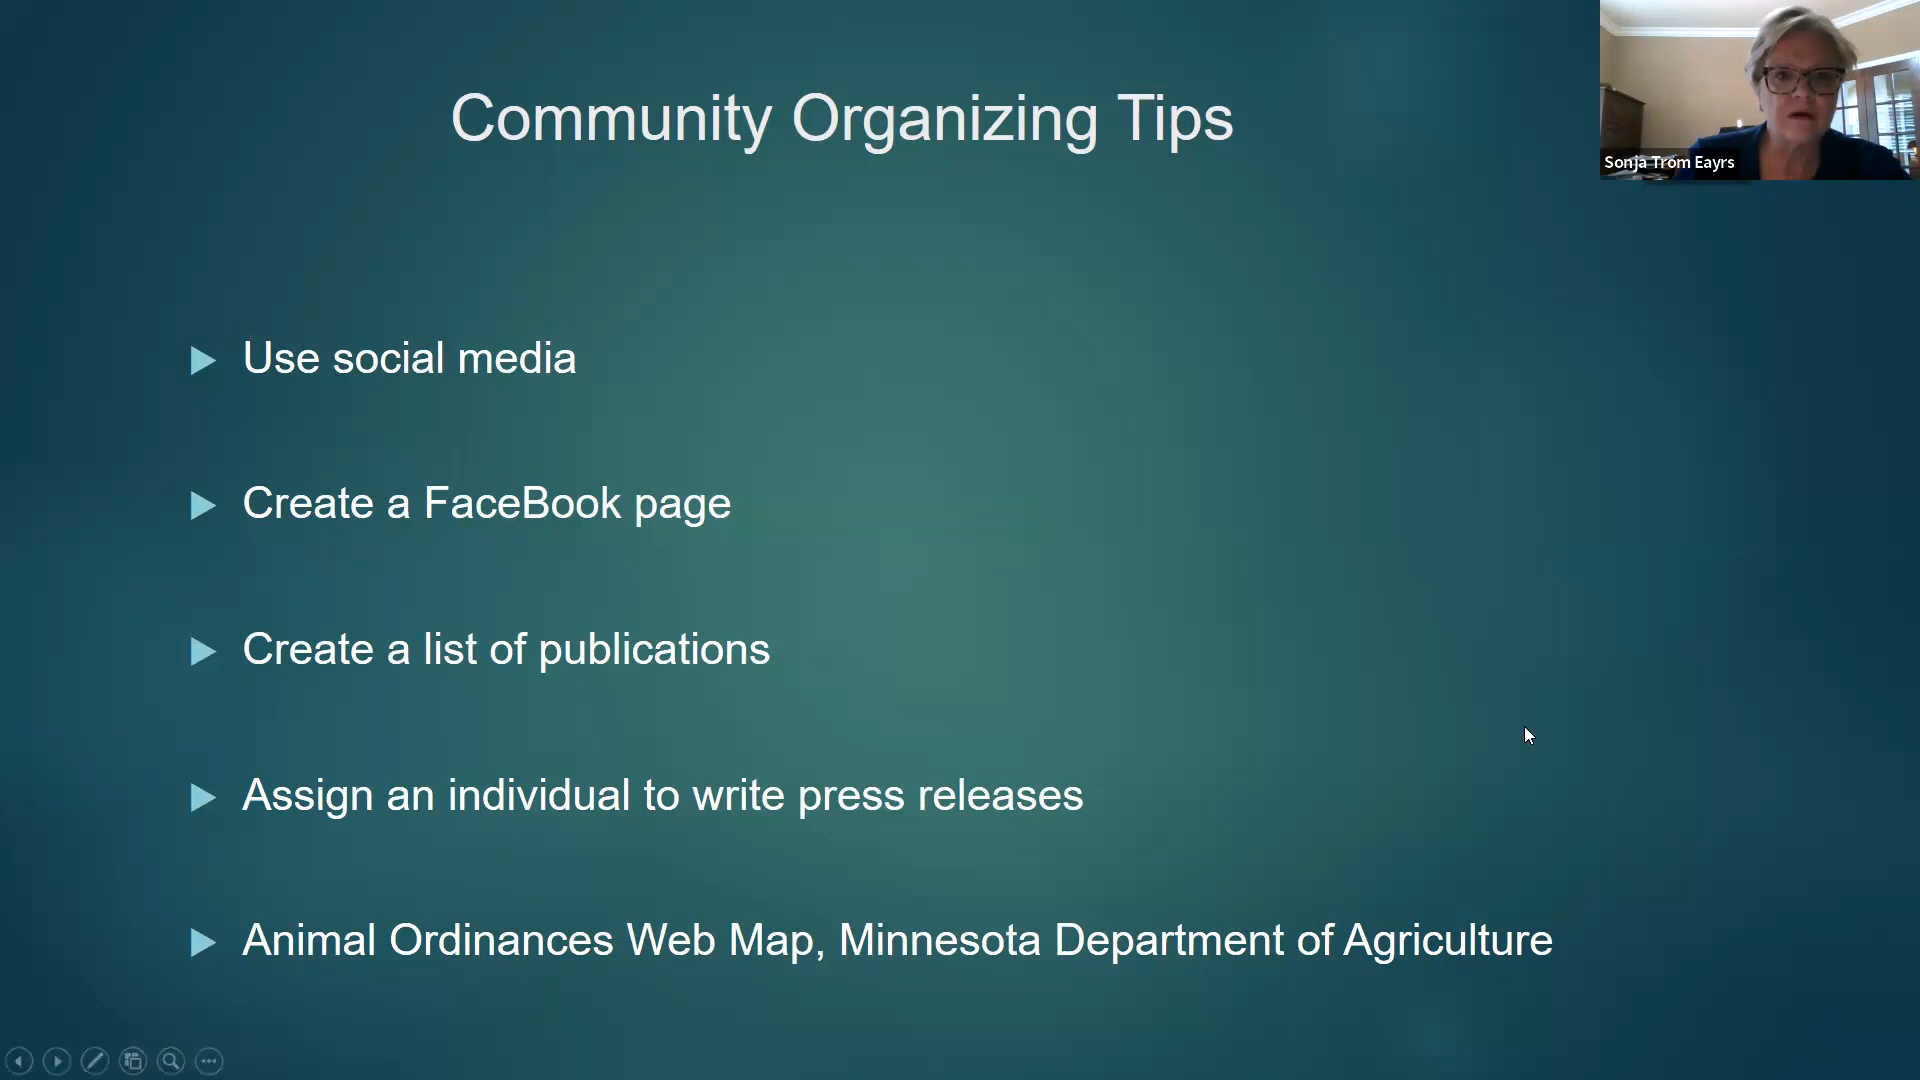 Community Organizing Tips
Sonja Trom Eayrs
Use social media
Create a FaceBook page
Create a list of publications
Assign an individual to write press releases
Animal Ordinances Web Map, Minnesota Department of Agriculture